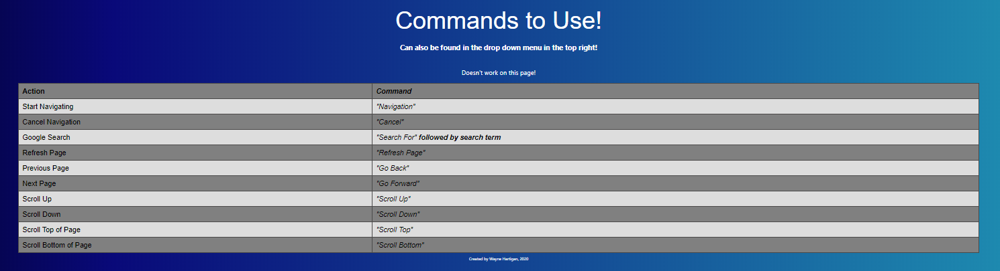 Commands to Use!
Can also be found in the drop down menu in the top right!
Doesn't work on this page!
Action Command
Start Navigating "Navigation"
Cancel Navigation "Cancel"
Google Search "Search For" followed by search term
Refresh Page "Refresh Page"
Previous Page "Go Back"
Next Page "Go Forward"
Scroll Up "Scroll Up"
Scroll Down "Scroll Down"
Scroll Top of Page "Scroll Top"
Scroll Bottom of Page "Scroll Bottom"
Created by Wayne Hartigan, 2020